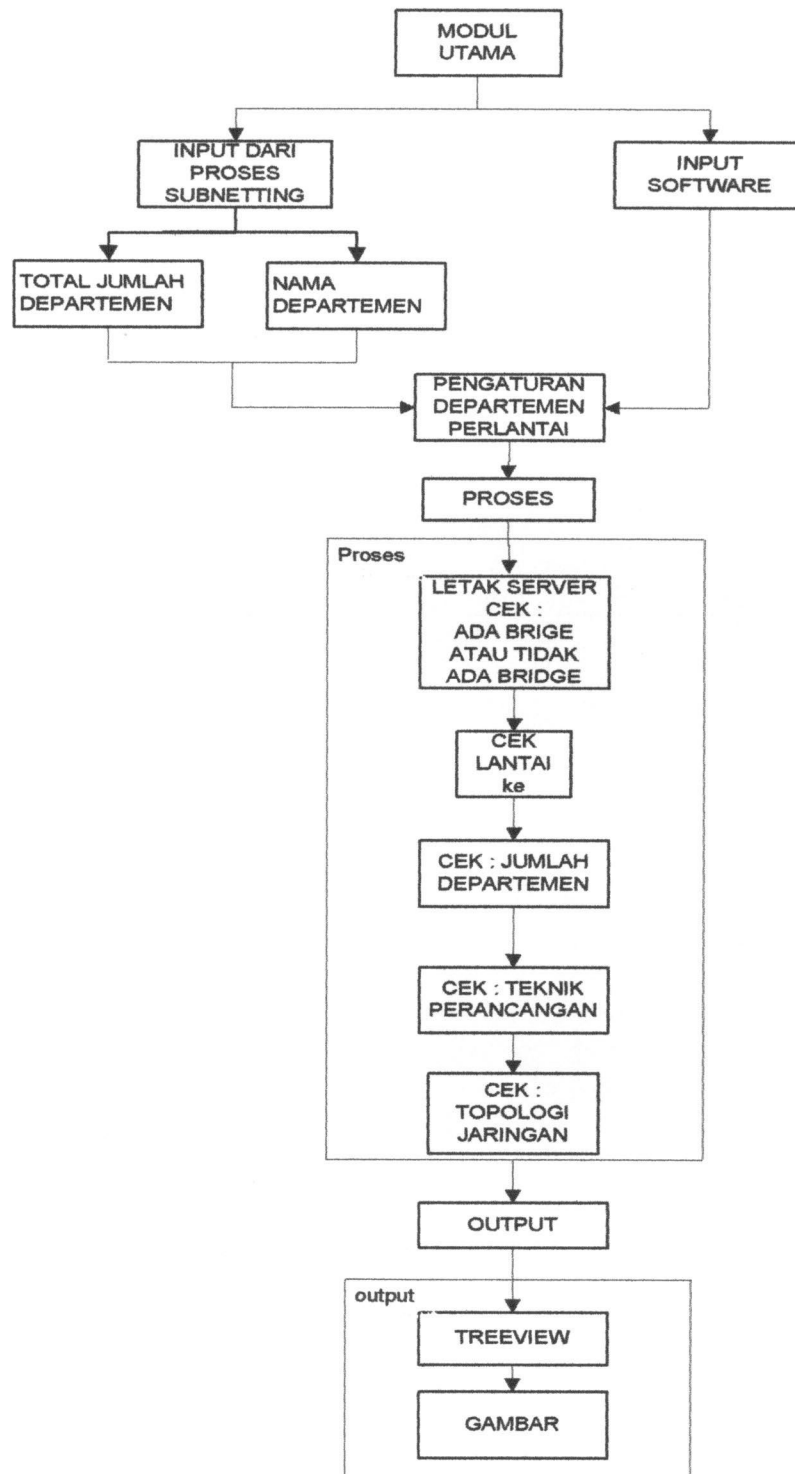 MODUL
UTAMA
INPUT DARI
PROSES
SUBNETTING
INPUT
SOFTWARE
TOTAL JUMLAH
DEPARTEMEN
NAMA
DEPARTEMEN
PENGATURAN
DEPARTEMEN
PERLANTAI
PROSES
Proses
LETAK SERVER
CEK :
ADA BRIGE
ATAU TIDAK
ADA BRIDGE
CEK
LANTAI
ke
CEK : JUMLAH
DEPARTEMEN
CEK : TEKNIK
PERANCANGAN
CEK :
TOPOLOGI
JARINGAN
OUTPUT
output
TREEVIEW
GAMBAR